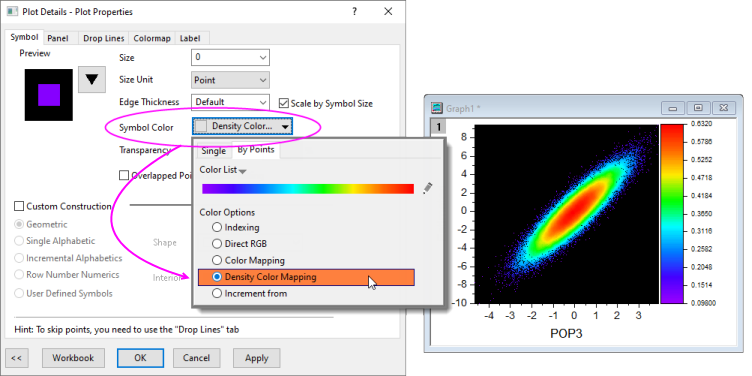 Plot Details - Plot Properties
Symbol Panel Drop Lines Colormap Label
Preview
Size 0
Size Unit Point
Edge Thickness Default Scale by Symbol Size
Symbol Color Density Color...
Transparency
Overlapped Poi
Single By Points
Color List
Color Options
Indexing
Direct RGB
Color Mapping
Density Color Mapping
Increment from
Custom Construction
Geometric
Single Alphabetic Shape
Incremental Alphabetics
Row Number Numerics Interior
User Defined Symbols
Hint: To skip points, you need to use the "Drop Lines" tab
<< Workbook OK Cancel Apply
Graph1 *
1
8
6
4
2
0
-2
-4
-6
-8
-10
-4 -3 -2 -1 0 1 2 3
POP3
0.6320
0.5786
0.5252
0.4718
0.4184
0.3650
0.3116
0.2582
0.2048
0.1514
0.09800